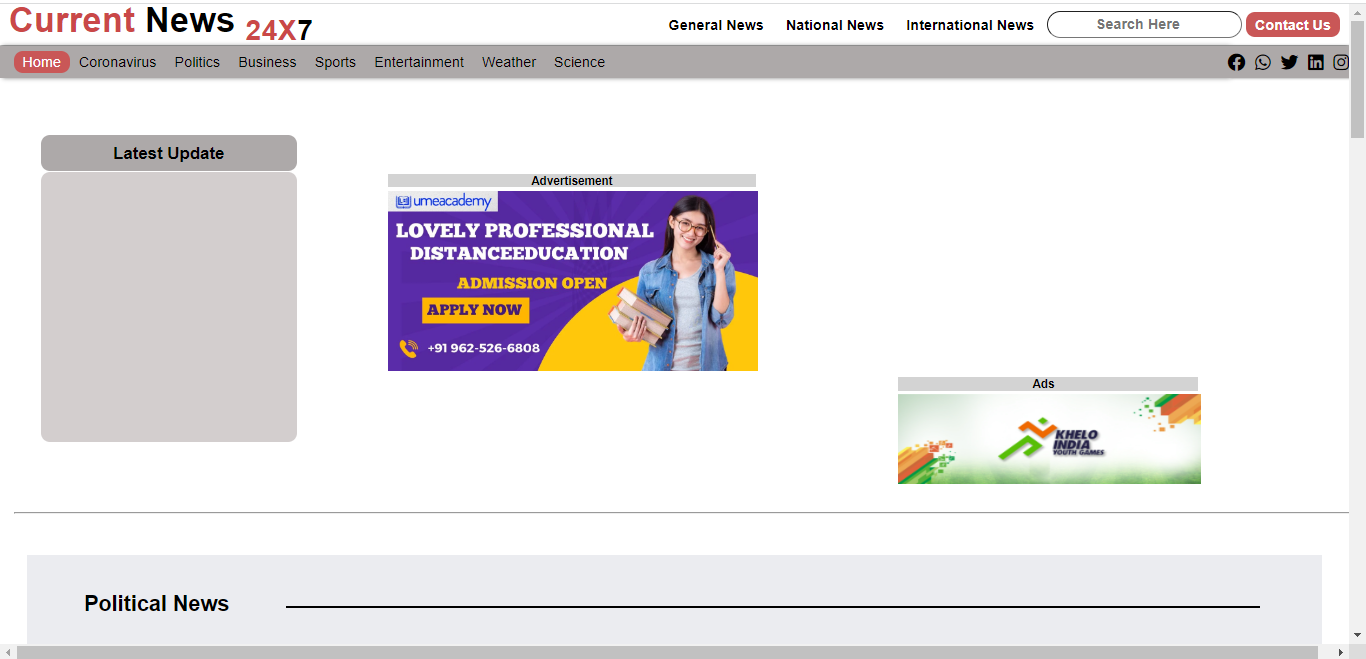 Current News 24X7
General News National News International News Search Here Contact Us
Home Coronavirus Politics Business Sports Entertainment Weather Science
Latest Update
Advertisement
umeacademy
LOVELY PROFESSIONAL
DISTANCEEDUCATION
ADMISSION OPEN
APPLY NOW
+91 962-526-6808
Ads
KHELO
INDIA
YOUTH GAMES
Political News